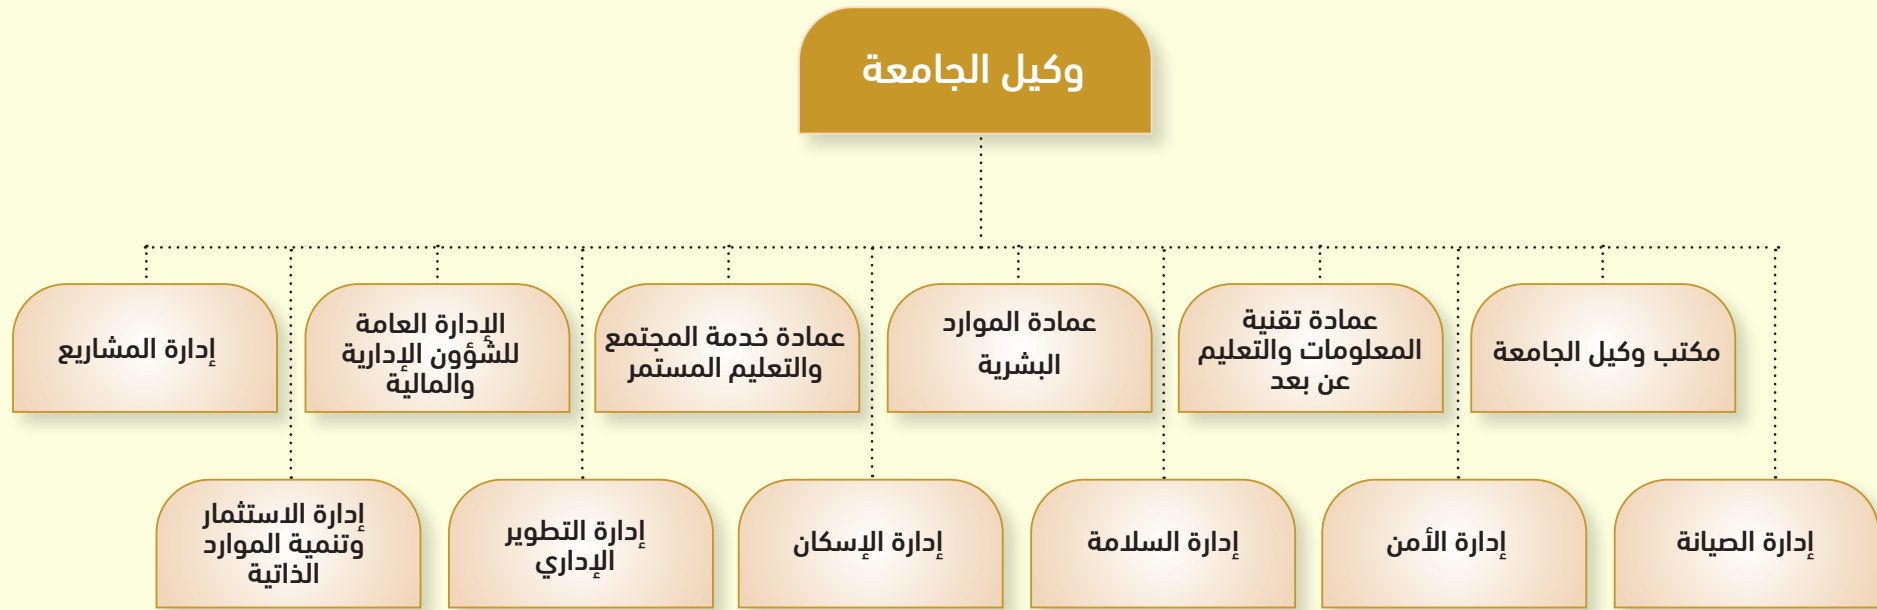 وكيل الجامعة
مكتب وكيل الجامعة
عمادة تقنية
المعلومات والتعليم
عن بعد
عمادة الموارد
البشرية
عمادة خدمة المجتمع
والتعليم المستمر
الإدارة العامة
للشؤون الإدارية
والمالية
إدارة المشاريع
إدارة الصيانة
إدارة الأمن
إدارة السلامة
إدارة الإسكان
إدارة التطوير
الإداري
إدارة الاستثمار
وتنمية الموارد
الذاتية